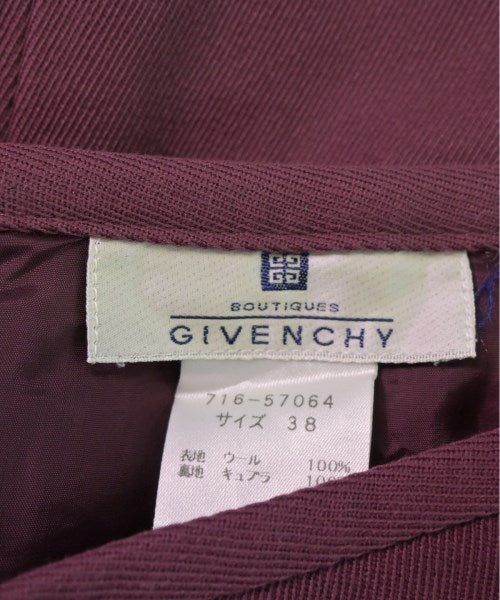 BOUTIQUES
GIVENCHY
716-57064
サイズ 38
表地 ウール 100%
裏地 キュプラ